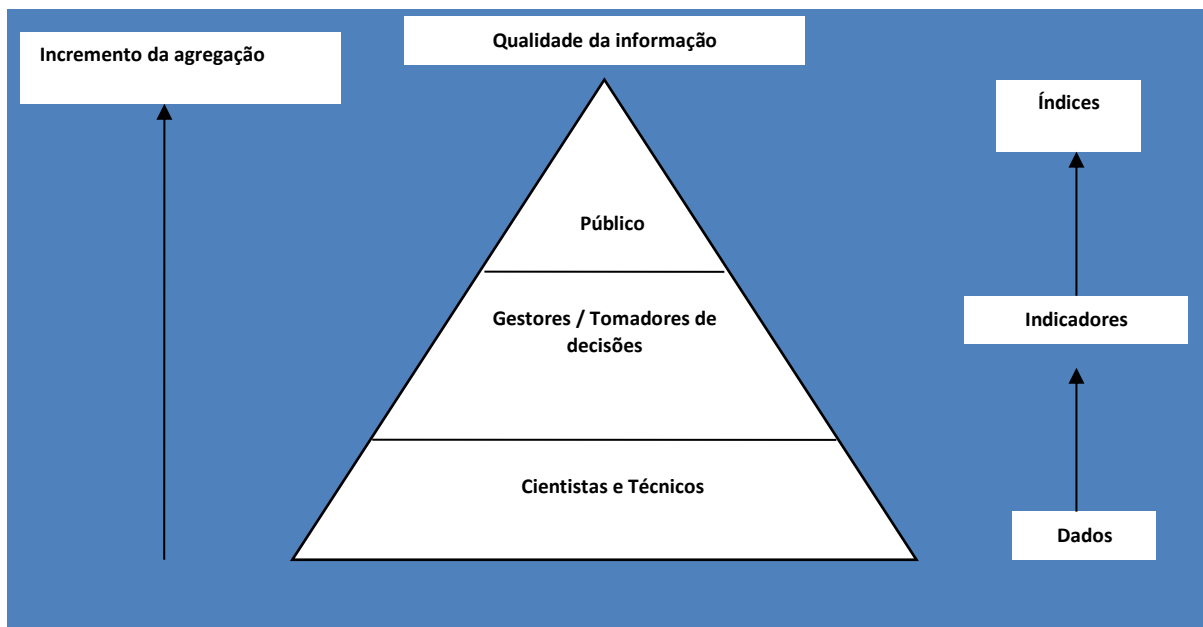 Incremento da agregação
Qualidade da informação
Índices
Público
Gestores / Tomadores de
decisões
Indicadores
Cientistas e Técnicos
Dados